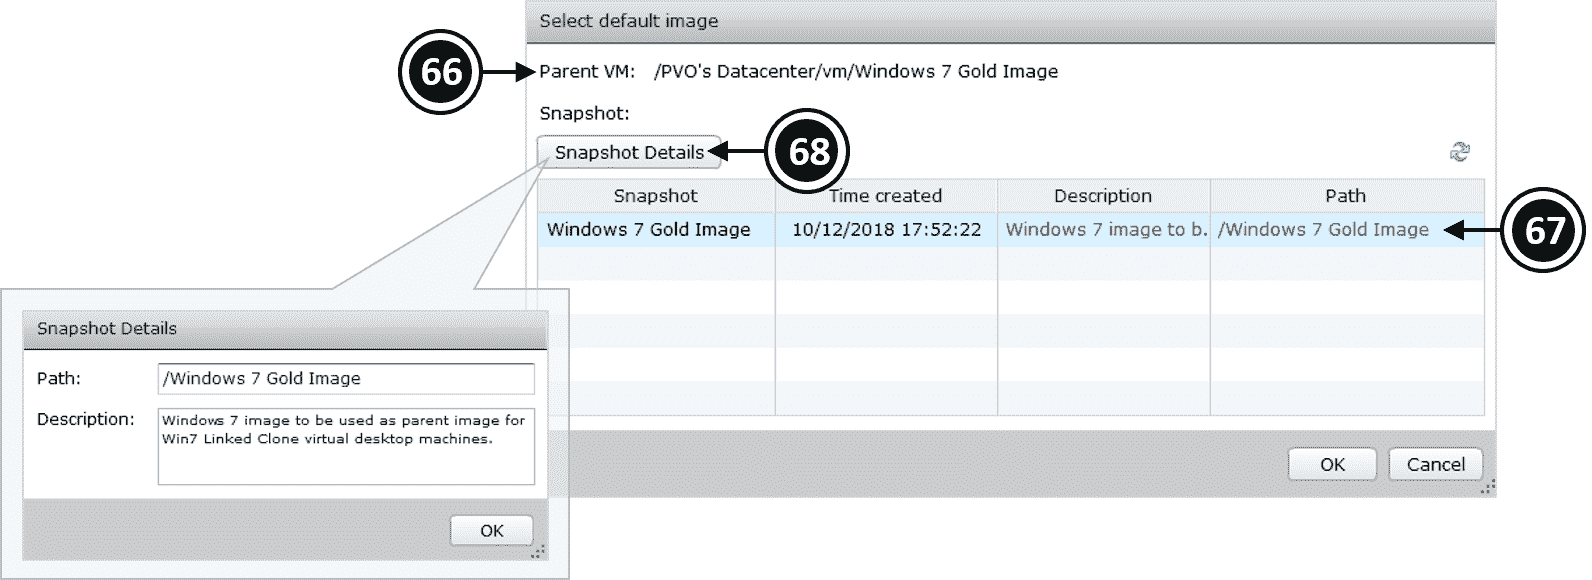 Select default image
66
Parent VM: /PVO's Datacenter/vm/Windows 7 Gold Image
Snapshot:
Snapshot Details
68
Snapshot Time created Description Path
Windows 7 Gold Image 10/12/2018 17:52:22 Windows 7 image to b. /Windows 7 Gold Image
67
Snapshot Details
Path: /Windows 7 Gold Image
Description: Windows 7 image to be used as parent image for
Win7 Linked Clone virtual desktop machines.
OK
OK Cancel